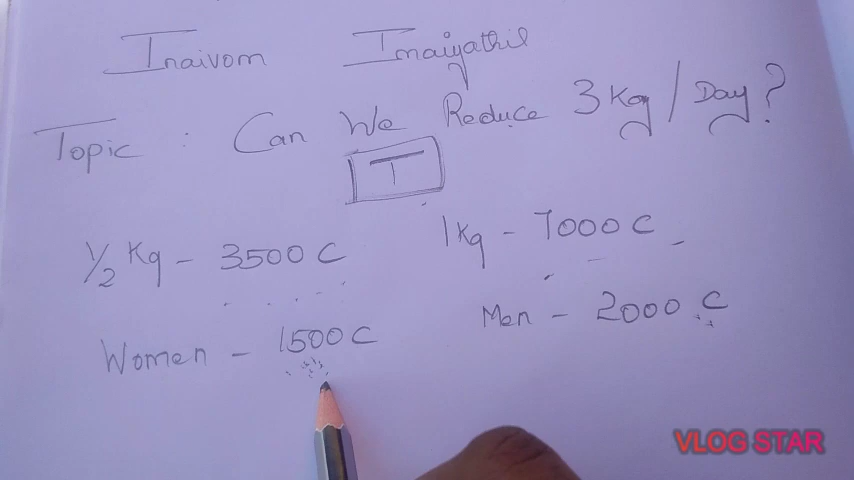 Inaivom Imaiyathil
Topic : Can We Reduce 3 Kg / Day?
T
1/2 Kg - 3500 C
1 Kg - 7000 C
Women - 1500 C
Men - 2000 C
VLOG STAR